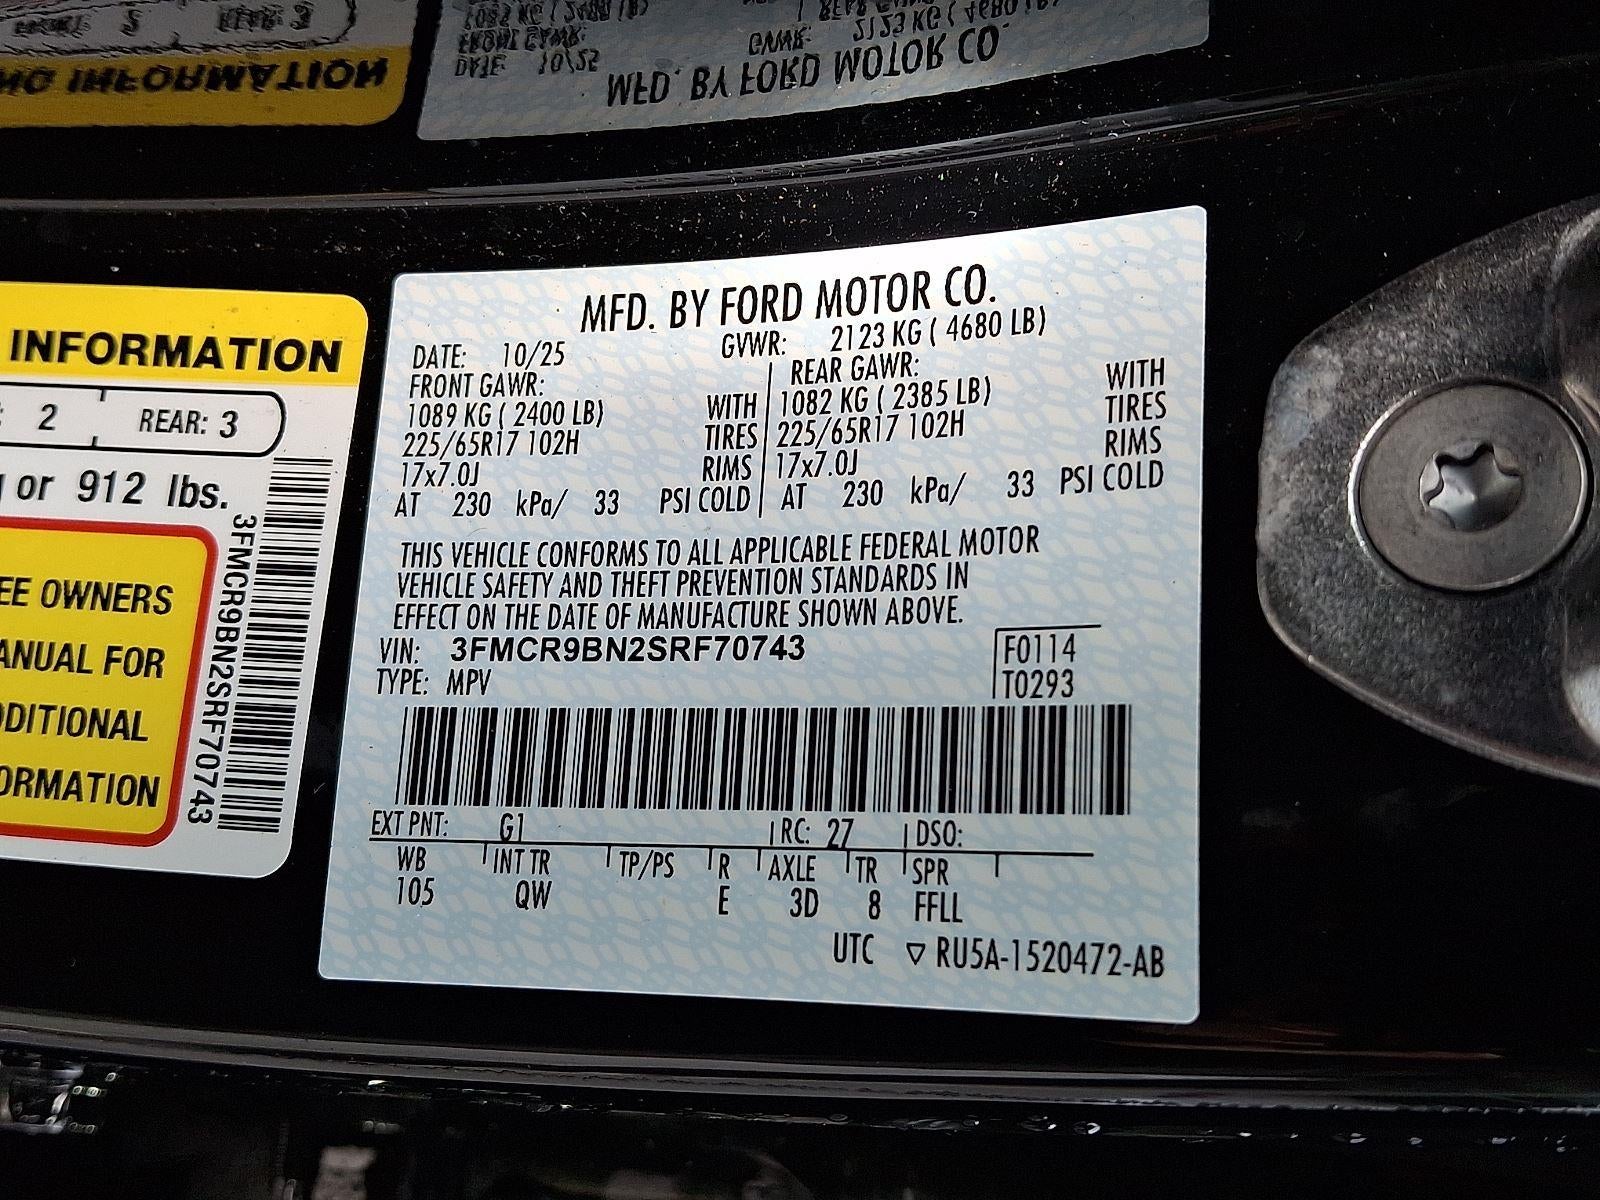 MFD. BY FORD MOTOR CO.
DATE: 10/25 GVWR: 2123 KG ( 4680 LB)
FRONT GAWR: REAR GAWR:
1089 KG ( 2400 LB) WITH 1082 KG ( 2385 LB) WITH
225/65R17 102H TIRES 225/65R17 102H TIRES
17x7.0J RIMS 17x7.0J RIMS
AT 230 kPa/ 33 PSI COLD AT 230 kPa/ 33 PSI COLD
THIS VEHICLE CONFORMS TO ALL APPLICABLE FEDERAL MOTOR
VEHICLE SAFETY AND THEFT PREVENTION STANDARDS IN
EFFECT ON THE DATE OF MANUFACTURE SHOWN ABOVE.
VIN: 3FMCR9BN2SRF70743 F0114
TYPE: MPV T0293
EXT PNT: G1 RC: 27 DSO:
WB INT TR TP/PS R AXLE TR SPR
105 QW E 3D 8 FFLL
UTC ▽ RU5A-1520472-AB
INFORMATION
2 REAR: 3
or 912 lbs.
EE OWNERS
ANUAL FOR
DDITIONAL
ORMATION
3FMCR9BN2SRF70743